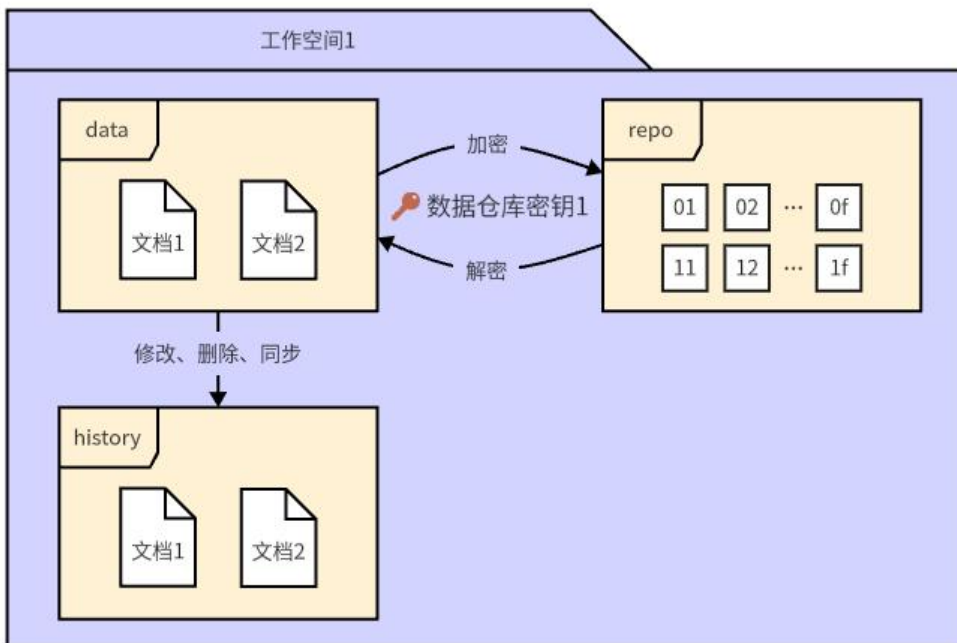 工作空间1
data
文档1
文档2
加密
数据仓库密钥1
解密
repo
01 02 ... 0f
11 12 ... 1f
修改、删除、同步
history
文档1
文档2